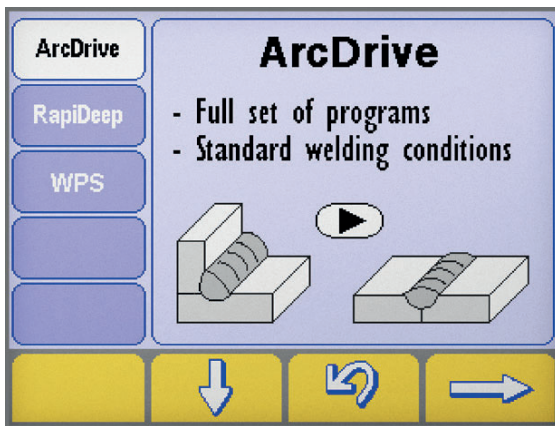 ArcDrive
RapiDeep
WPS
ArcDrive
- Full set of programs
- Standard welding conditions